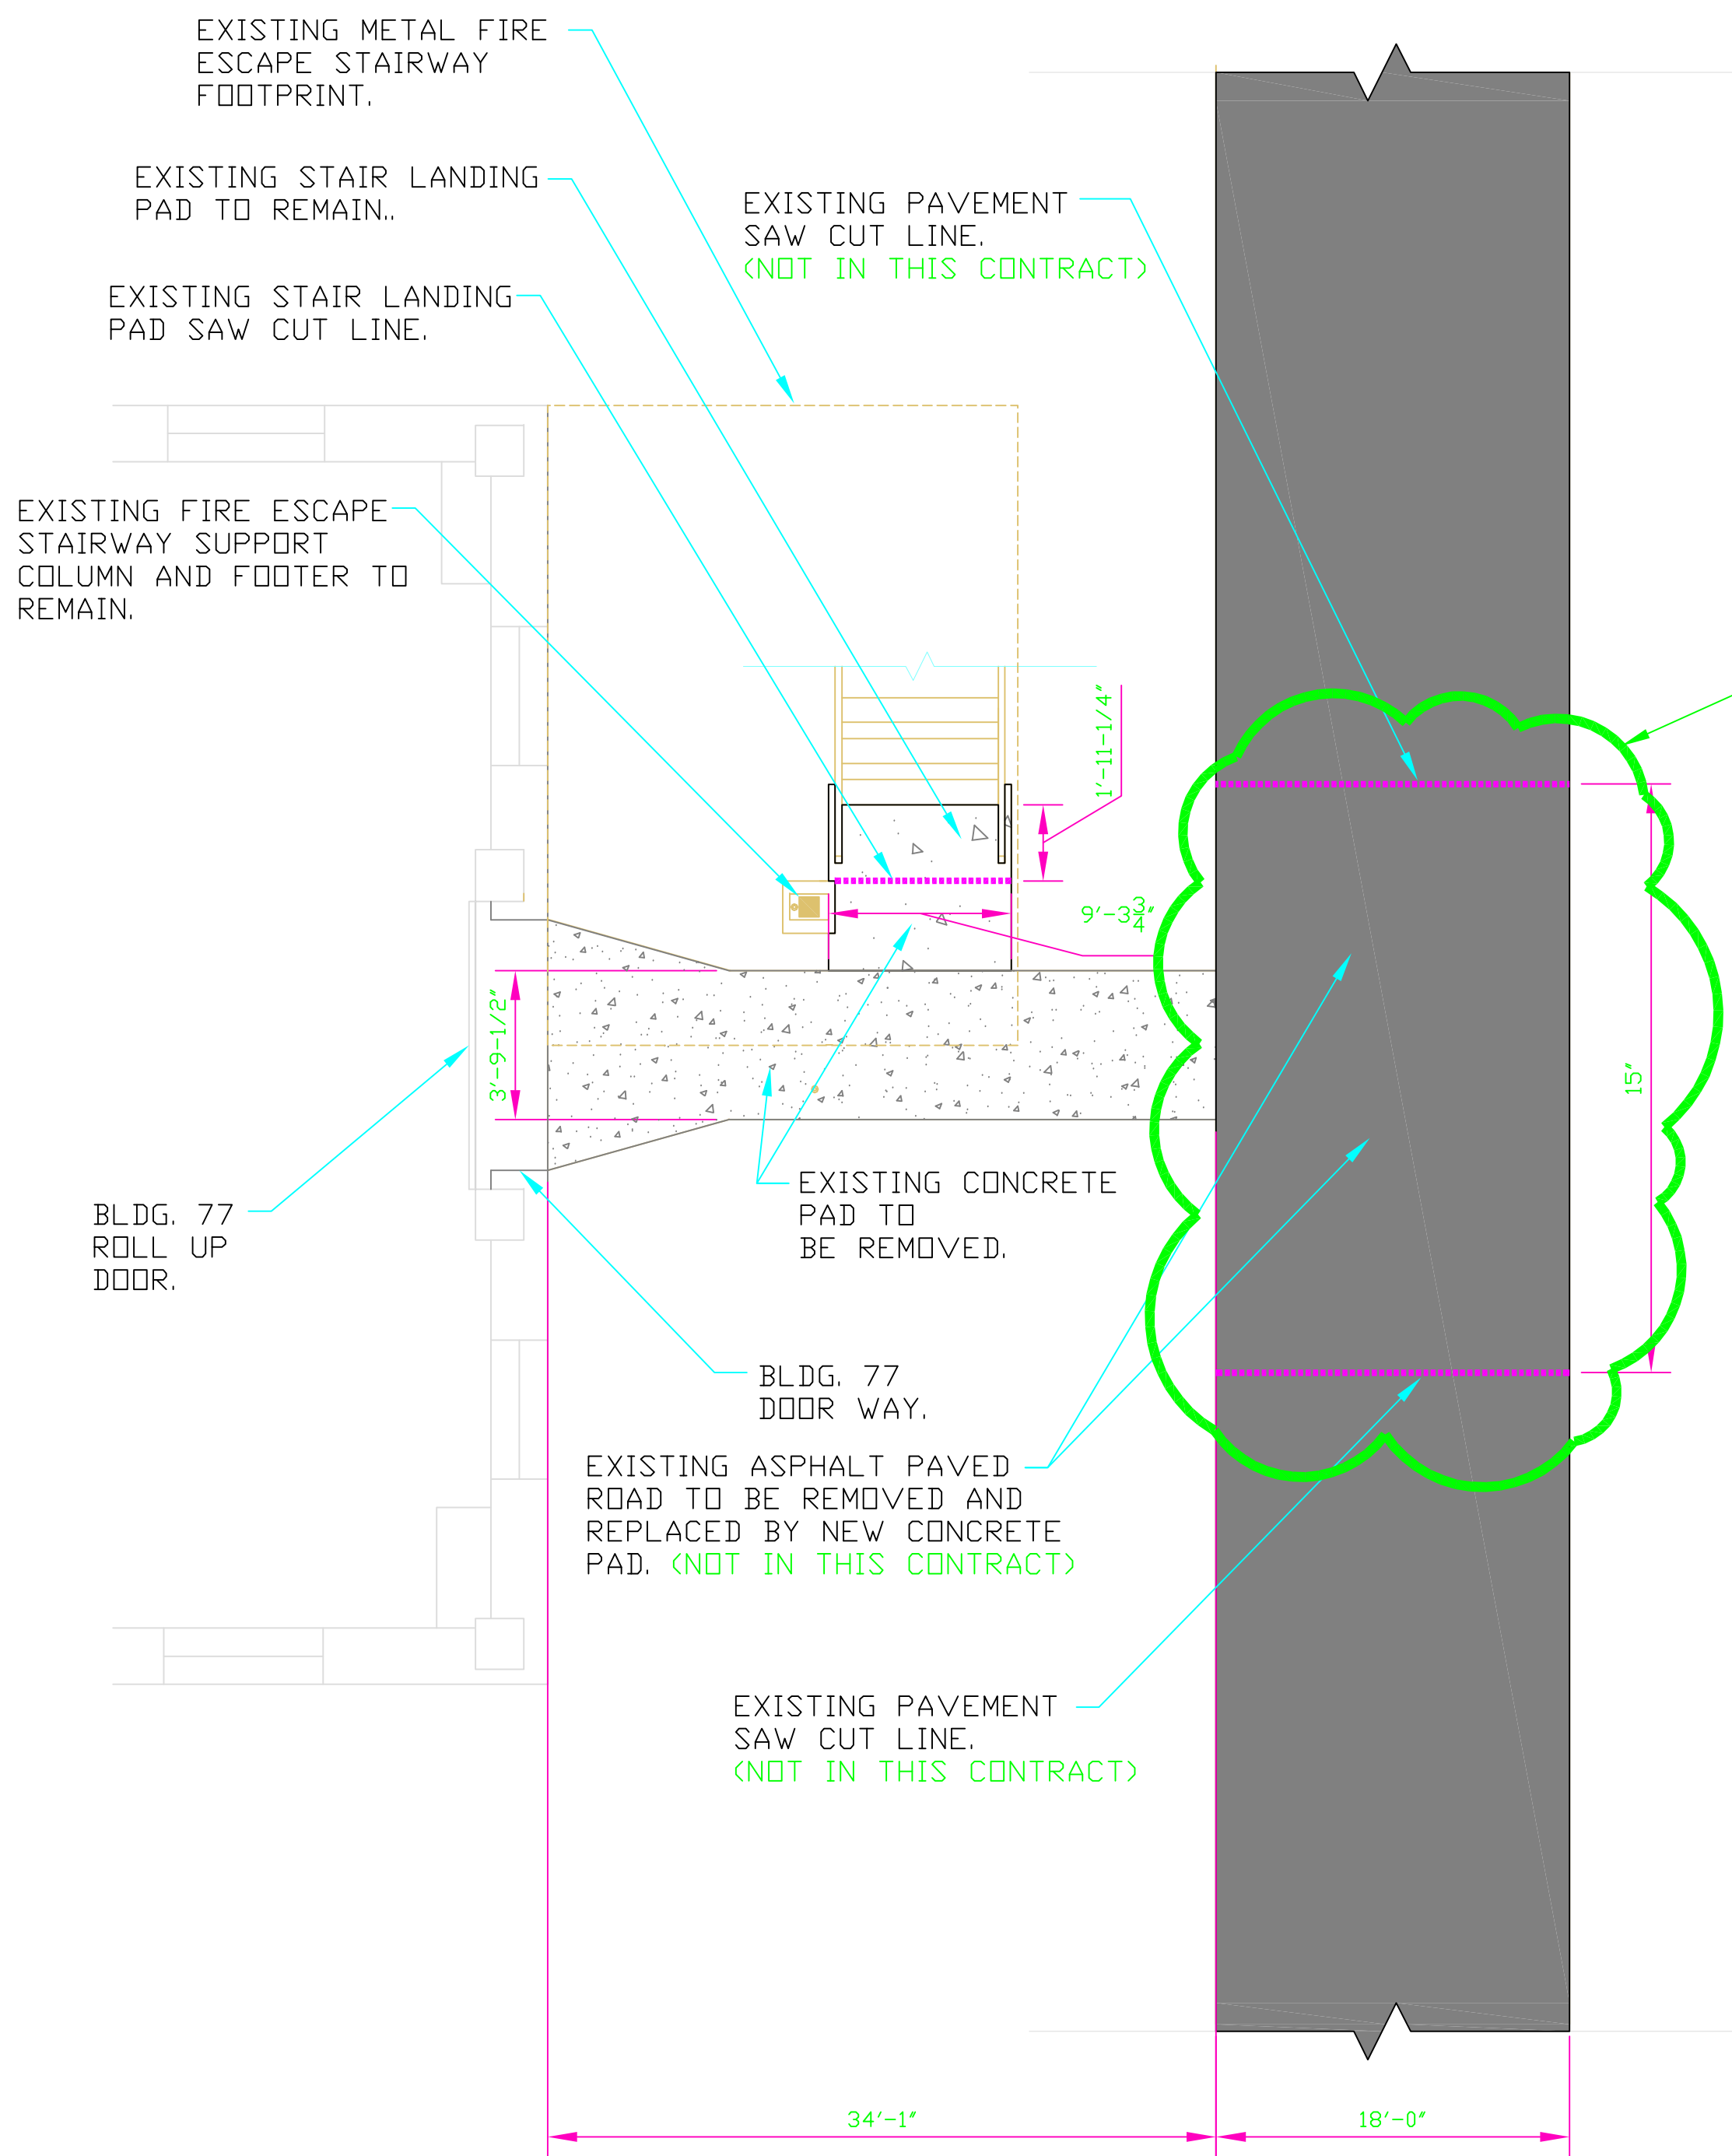 EXISTING METAL FIRE
ESCAPE STAIRWAY
FOOTPRINT.
EXISTING STAIR LANDING
PAD TO REMAIN..
EXISTING PAVEMENT
SAW CUT LINE.
(NOT IN THIS CONTRACT)
EXISTING STAIR LANDING
PAD SAW CUT LINE.
EXISTING FIRE ESCAPE
STAIRWAY SUPPORT
COLUMN AND FOOTER TO
REMAIN.
1'-11-1/4"
9'-3 3/4"
3'-9-1/2"
15"
EXISTING CONCRETE
PAD TO
BE REMOVED.
BLDG. 77
ROLL UP
DOOR.
BLDG. 77
DOOR WAY.
EXISTING ASPHALT PAVED
ROAD TO BE REMOVED AND
REPLACED BY NEW CONCRETE
PAD. (NOT IN THIS CONTRACT)
EXISTING PAVEMENT
SAW CUT LINE.
(NOT IN THIS CONTRACT)
34'-1"
18'-0"